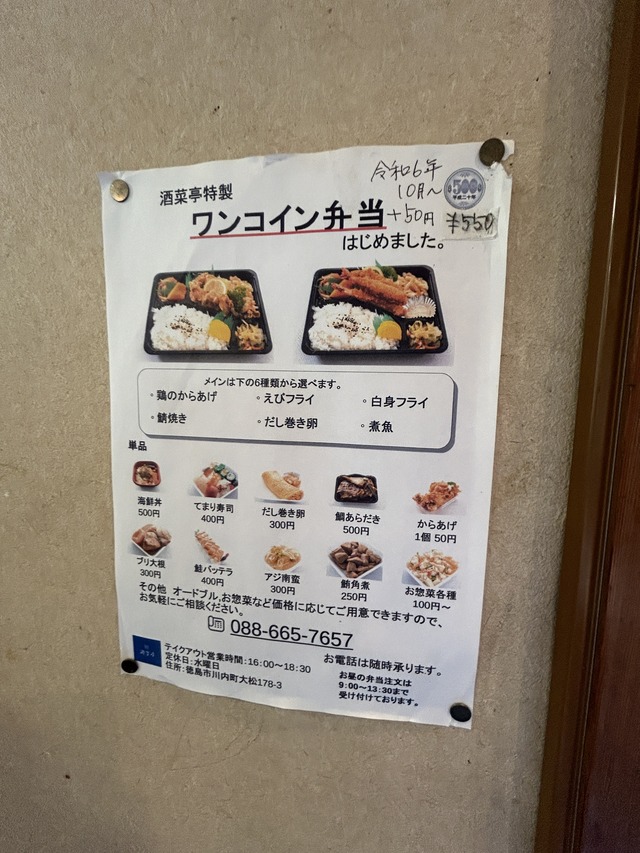 酒菜亭特製
令和6年
10月〜
+50円
500
平成二十年
¥550
ワンコイン弁当
はじめました。
メインは下の6種類から選べます。
・鶏のからあげ ・えびフライ ・白身フライ
・鯖焼き ・だし巻き卵 ・煮魚
単品
海鮮丼 てまり寿司 だし巻き卵 鯛あらだき からあげ
500円 400円 300円 500円 1個 50円
ブリ大根 鮭バッテラ アジ南蛮 鮪角煮 お惣菜各種
300円 400円 300円 250円 100円〜
その他 オードブル,お惣菜など価格に応じてご用意できますので、
お気軽にご相談ください。
088-665-7657
お電話は随時承ります。
テイクアウト営業時間:16:00〜18:30
定休日:水曜日
住所:徳島市川内町大松178-3
お昼の弁当注文は
9:00〜13:30まで
受け付けております。